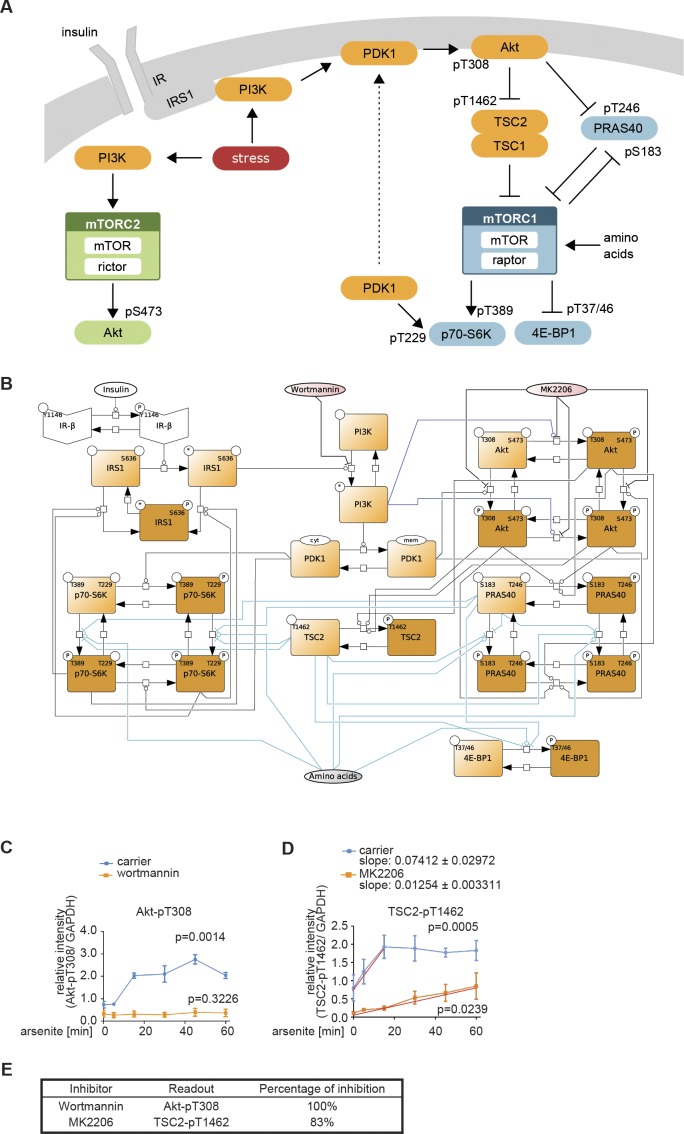 A
insulin
IR
IRS1
PI3K
PDK1
Akt
pT308
pT1462
pT246
TSC2
TSC1
PRAS40
pS183
PI3K
stress
mTORC2
mTOR
rictor
mTORC1
mTOR
raptor
amino
acids
pS473
Akt
PDK1
pT229
pT389
pT37/46
p70-S6K
4E-BP1
B
Insulin
Wortmannin
MK2206
Y1146
IR-β
P
Y1146
IR-β
PI3K
T308 S473
Akt
P
T308 S473
Akt
S636
IRS1
*
S636
IRS1
*
PI3K
*
S636
P
IRS1
P
T308 S473
Akt
P
P
T308 S473
Akt
cyt
PDK1
mem
PDK1
T389 T229
p70-S6K
P
T389 T229
p70-S6K
S183 T246
PRAS40
P
S183 T246
PRAS40
T1462
TSC2
P
T1462
TSC2
P
T389 T229
p70-S6K
P
P
T389 T229
p70-S6K
P
S183 T246
PRAS40
P
P
S183 T246
PRAS40
Amino acids
T37/46
4E-BP1
P
T37/46
4E-BP1
C
carrier
wortmannin
Akt-pT308
relative intensity
(Akt-pT308/ GAPDH)
4.0
3.0
2.0
1.0
0.0
p=0.0014
p=0.3226
arsenite [min]
0 20 40 60
D
carrier
slope: 0.07412 ± 0.02972
MK2206
slope: 0.01254 ± 0.003311
TSC2-pT1462
relative intensity
(TSC2-pT1462/ GAPDH)
2.5
2.0
1.5
1.0
0.5
0.0
p=0.0005
p=0.0239
arsenite [min]
0 20 40 60
E
Inhibitor Readout Percentage of inhibition
Wortmannin Akt-pT308 100%
MK2206 TSC2-pT1462 83%